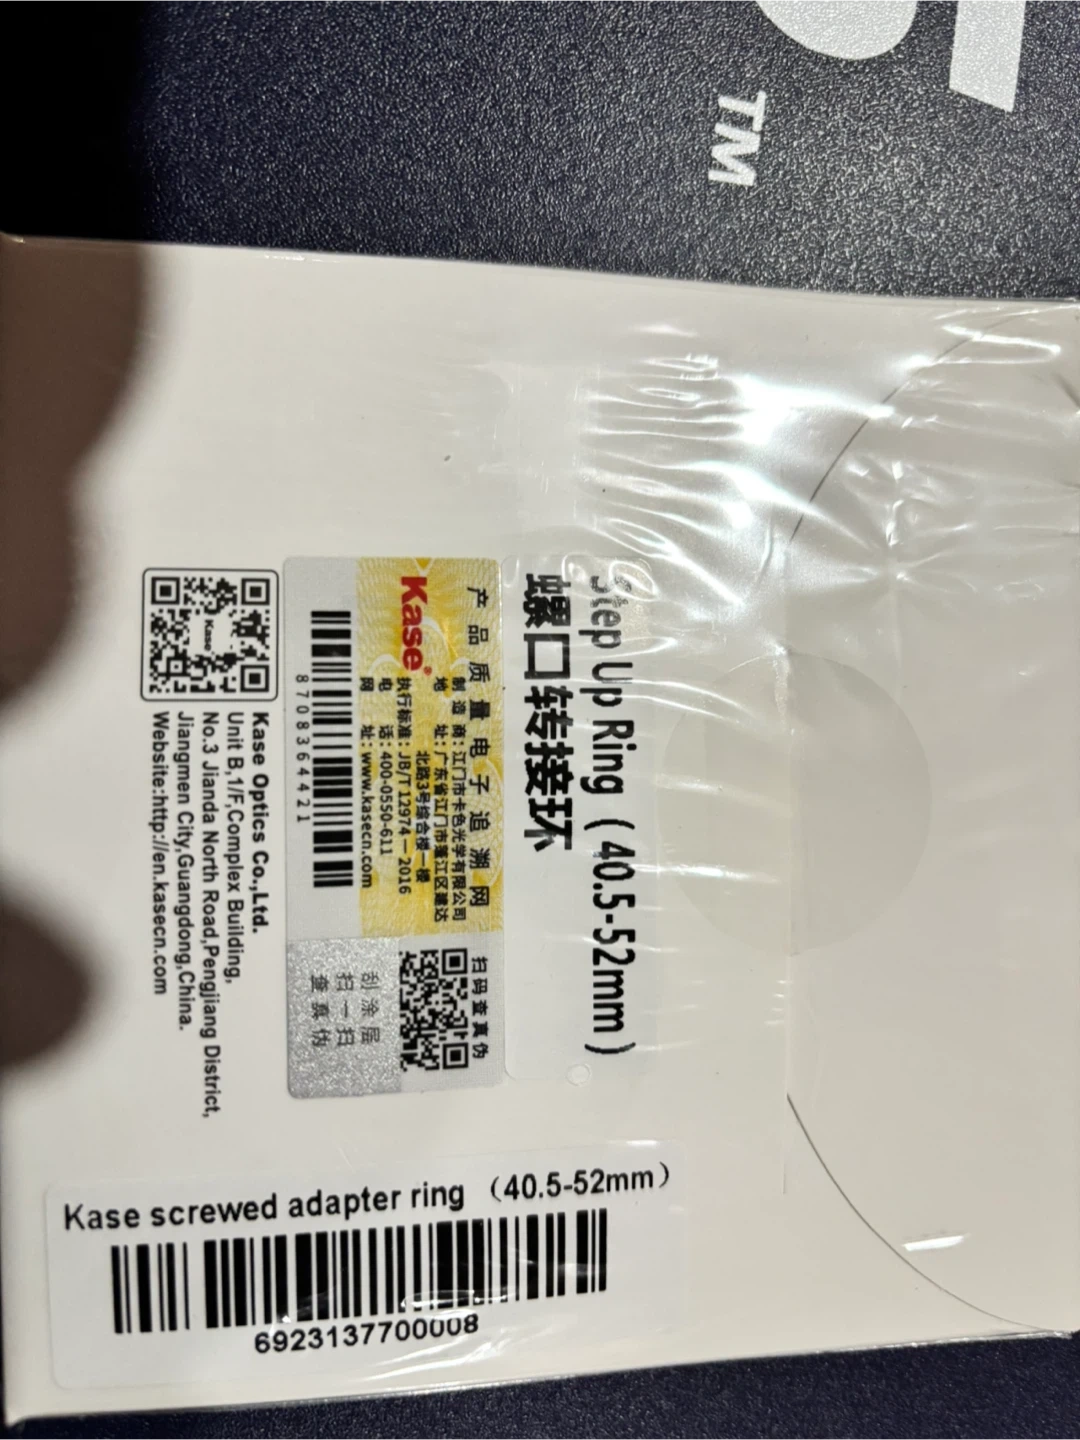 TM
Step Up Ring（40.5-52mm）
螺口转接环
产品质量电子追溯网
Kase®
制造商：江门市卡色光学有限公司
地址：广东省江门市蓬江区建达
北路3号综合楼一楼
执行标准：JB/T 12974—2016
电话：400-0550-611
网址：www.kasecn.com
8708364421
扫码查真伪
刮涂层
扫一扫
查真伪
Kase
Kase Optics Co.,Ltd.
Unit B,1/F,Complex Building,
No.3 Jianda North Road,Pengjiang District,
Jiangmen City,Guangdong,China.
Website:http://en.kasecn.com
Kase screwed adapter ring （40.5-52mm）
6923137700008